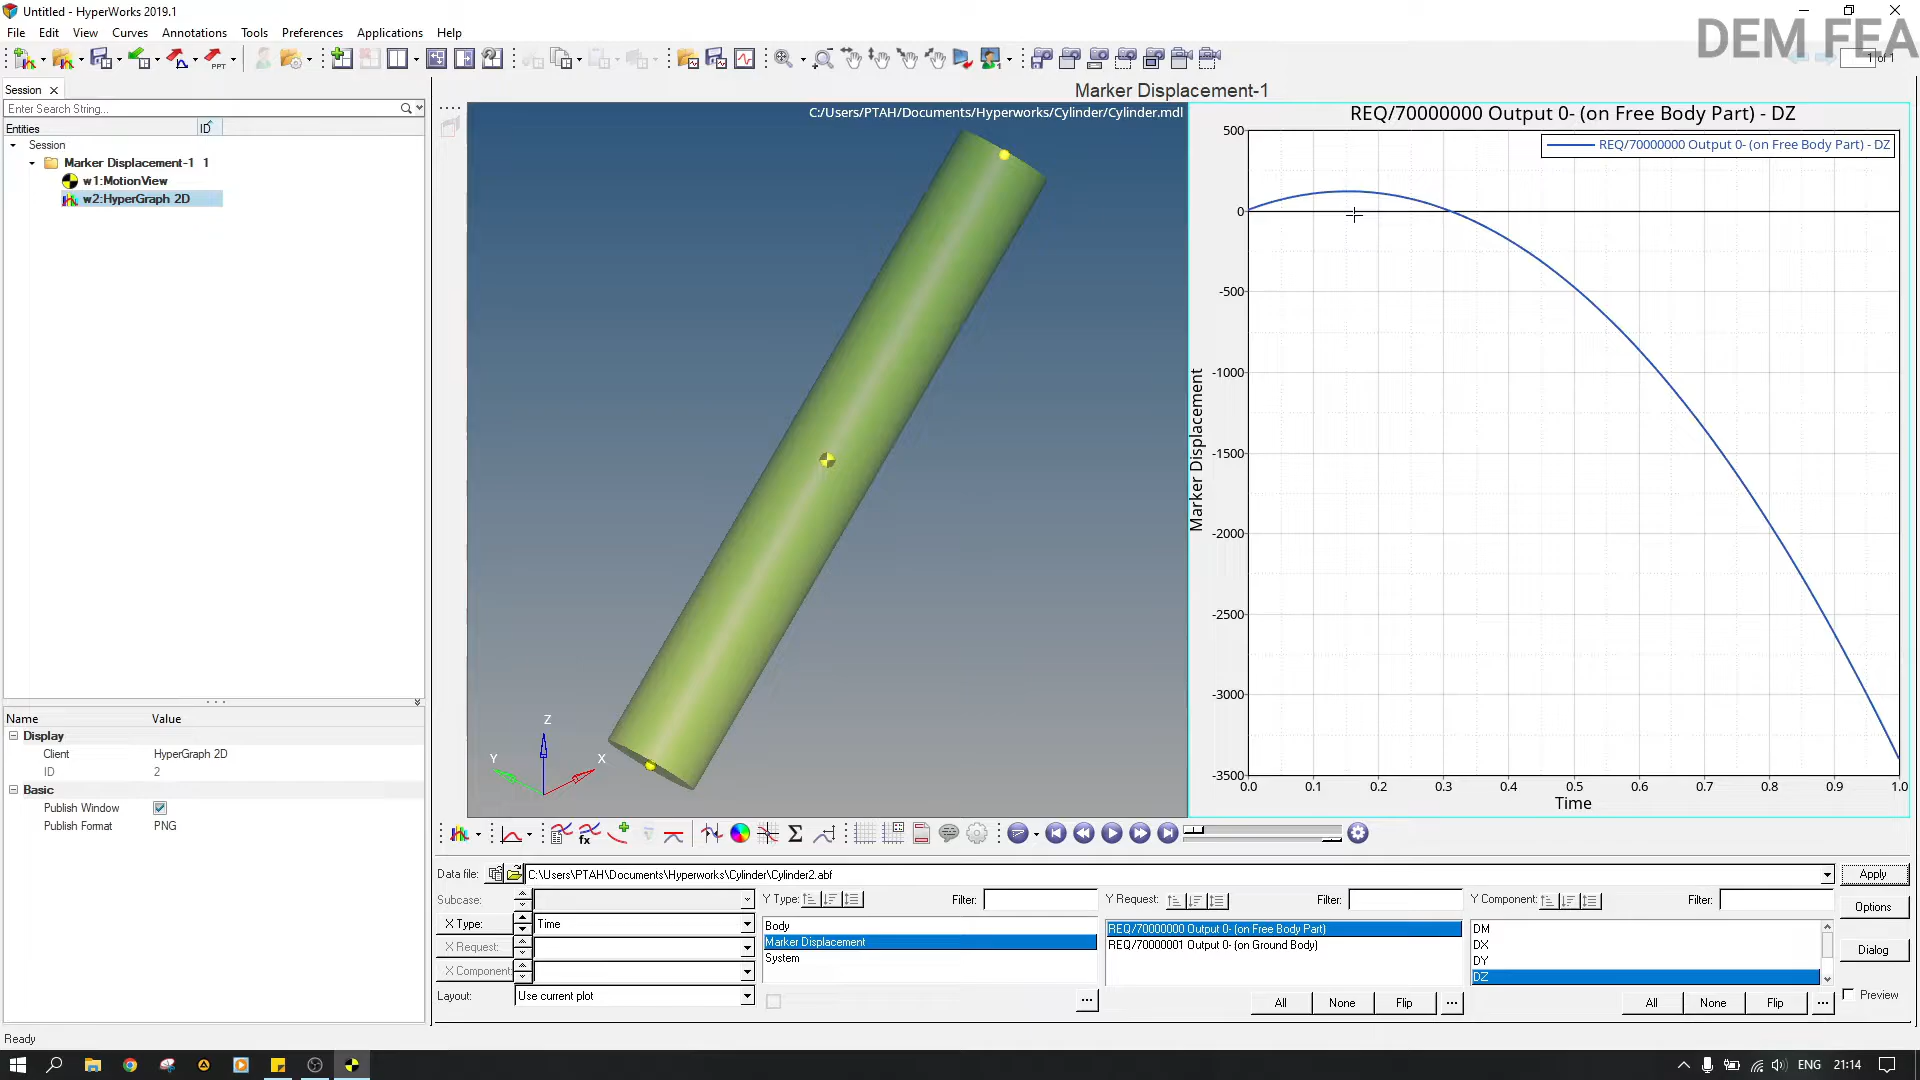 Untitled - HyperWorks 2019.1
File Edit View Curves Annotations Tools Preferences Applications Help
DEM FEA
1 of 1
Session
Enter Search String...
Entities ID
Session
Marker Displacement-1 1
w1:MotionView
w2:HyperGraph 2D
Name Value
Display
Client HyperGraph 2D
ID 2
Basic
Publish Window
Publish Format PNG
Marker Displacement-1
C:/Users/PTAH/Documents/Hyperworks/Cylinder/Cylinder.mdl
Z
Y
X
REQ/70000000 Output 0- (on Free Body Part) - DZ
REQ/70000000 Output 0- (on Free Body Part) - DZ
500
0
-500
-1000
-1500
-2000
-2500
-3000
-3500
Marker Displacement
0.0 0.1 0.2 0.3 0.4 0.5 0.6 0.7 0.8 0.9 1.0
Time
PPT
fx
Data file: C:\Users\PTAH\Documents\Hyperworks\Cylinder\Cylinder2.abf Apply
Subcase: Y Type: Filter: Y Request: Filter: Y Component: Filter:
X Type: Time
X Request:
X Component:
Layout: Use current plot
Body
Marker Displacement
System
...
REQ/70000000 Output 0- (on Free Body Part)
REQ/70000001 Output 0- (on Ground Body)
All None Flip ...
DM
DX
DY
DZ
All None Flip ...
Options
Dialog
Preview
Ready
ENG 21:14